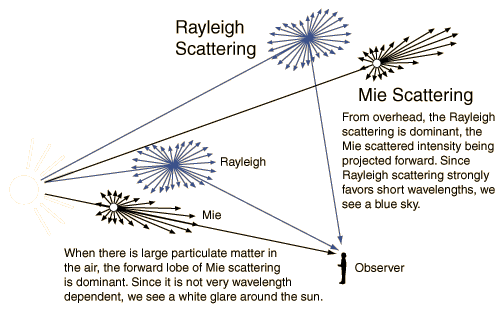 Rayleigh
Scattering
Mie Scattering
From overhead, the Rayleigh
scattering is dominant, the
Mie scattered intensity being
projected forward. Since
Rayleigh scattering strongly
favors short wavelengths, we
see a blue sky.
Rayleigh
Mie
When there is large particulate matter in
the air, the forward lobe of Mie scattering
is dominant. Since it is not very wavelength
dependent, we see a white glare around the sun.
Observer